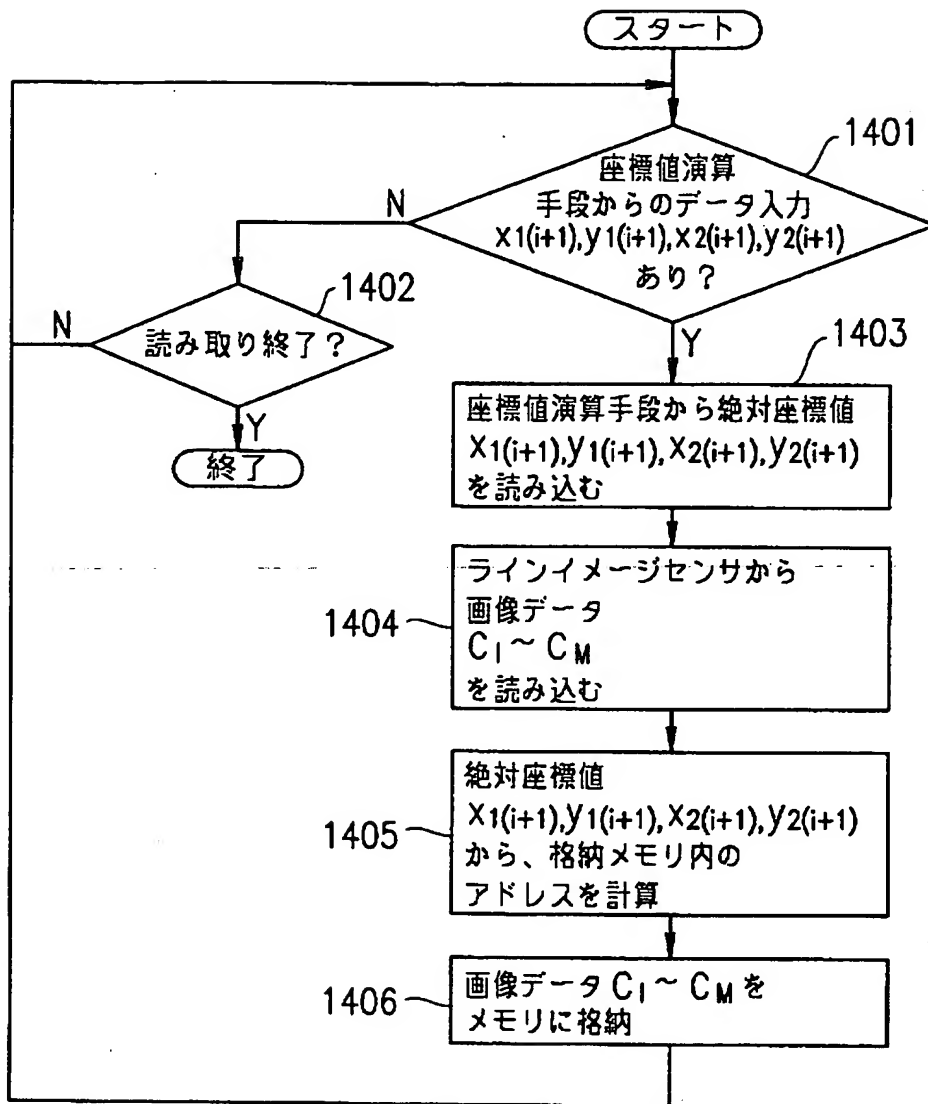 スタート
1401
座標値演算
手段からのデータ入力
x1(i+1),y1(i+1),x2(i+1),y2(i+1)
あり?
N
Y
1402
読み取り終了?
N
Y
終了
1403
座標値演算手段から絶対座標値
x1(i+1),y1(i+1),x2(i+1),y2(i+1)
を読み込む
1404
ラインイメージセンサから
画像データ
C1~CM
を読み込む
1405
絶対座標値
x1(i+1),y1(i+1),x2(i+1),y2(i+1)
から、格納メモリ内の
アドレスを計算
1406
画像データC1~CMを
メモリに格納